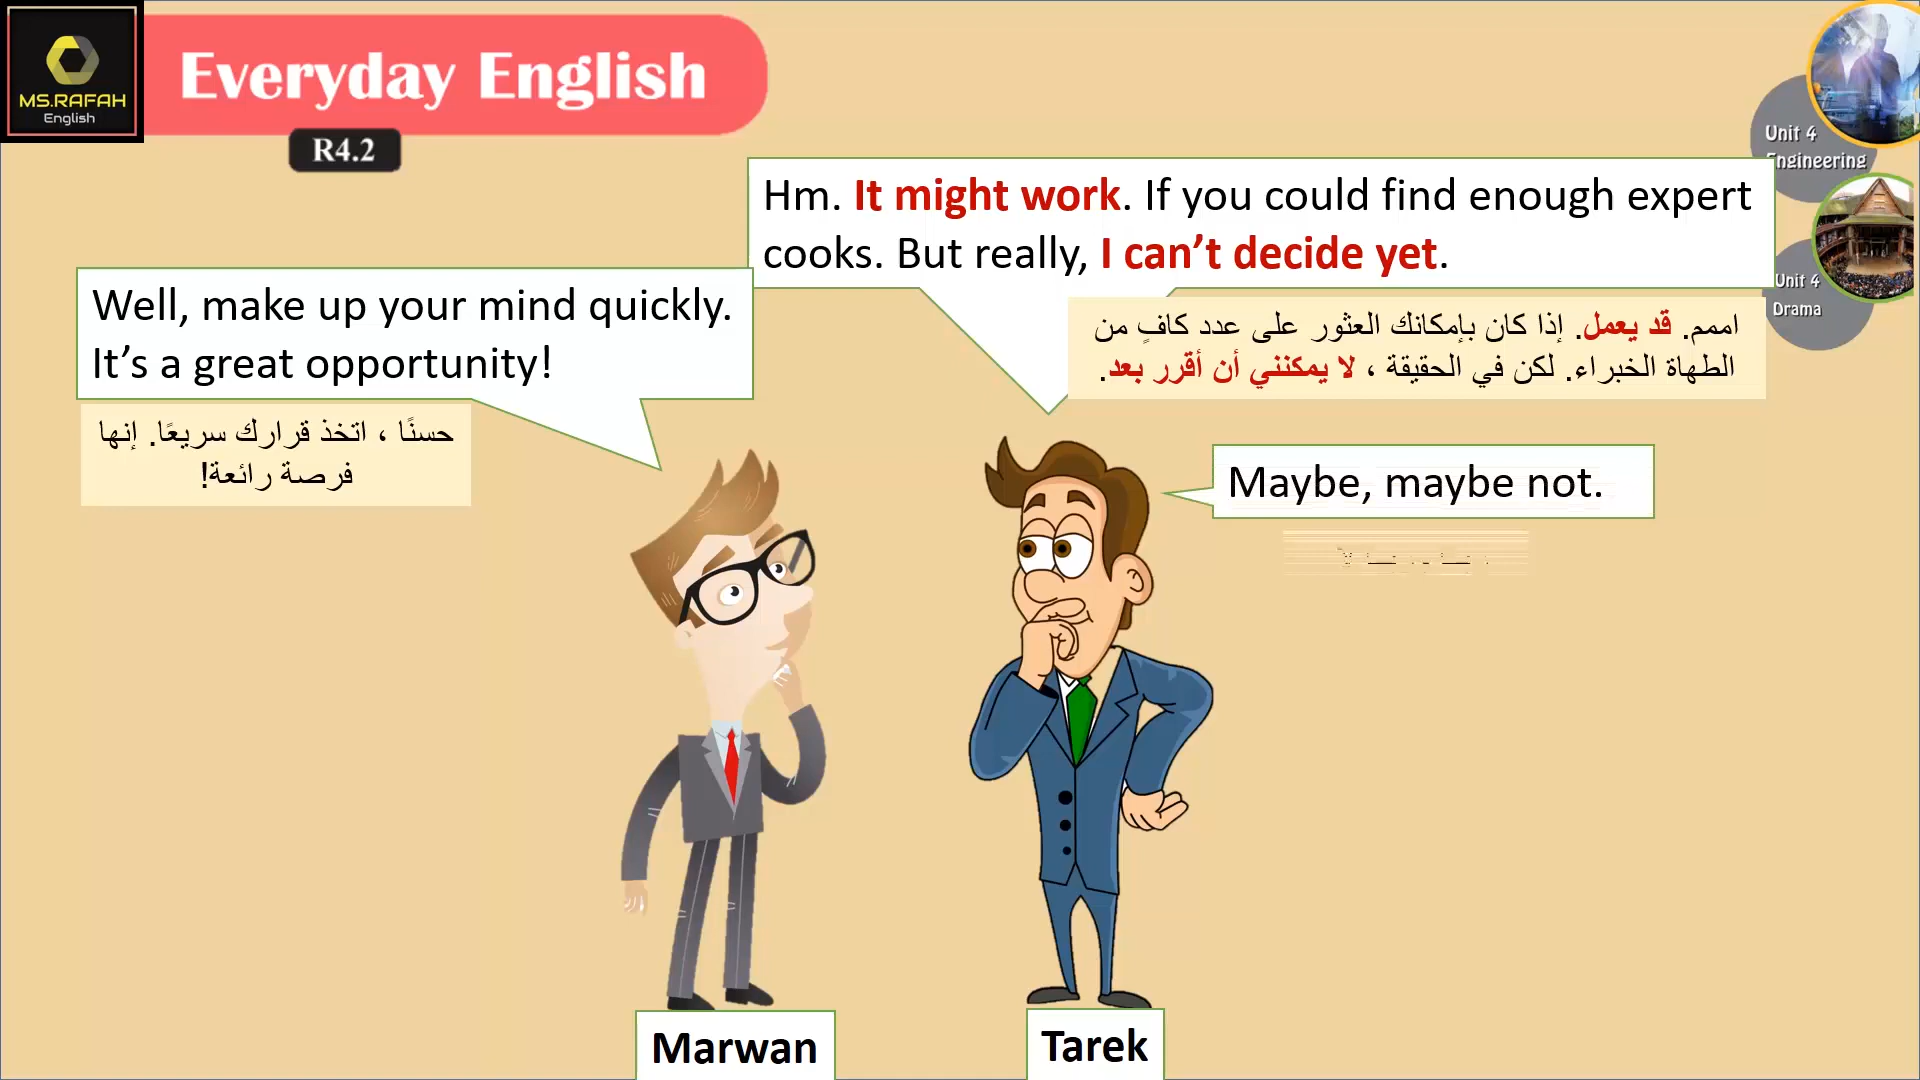 MS.RAFAH
English
Everyday English
R4.2
Unit 4
Engineering
Unit 4
Drama
Hm. It might work. If you could find enough expert
cooks. But really, I can’t decide yet.
اممم. قد يعمل. إذا كان بإمكانك العثور على عدد كافٍ من
الطهاة الخبراء. لكن في الحقيقة ، لا يمكنني أن أقرر بعد.
Well, make up your mind quickly.
It’s a great opportunity!
حسنًا ، اتخذ قرارك سريعًا. إنها
فرصة رائعة!
Maybe, maybe not.
Marwan
Tarek